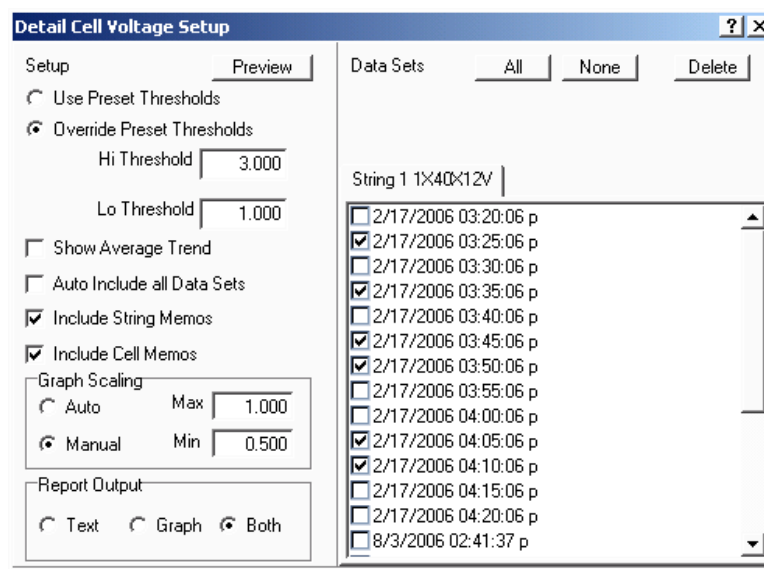 Detail Cell Voltage Setup
Setup
Preview
Use Preset Thresholds
Override Preset Thresholds
Hi Threshold 3.000
Lo Threshold 1.000
Show Average Trend
Auto Include all Data Sets
Include String Memos
Include Cell Memos
Graph Scaling
Auto Max 1.000
Manual Min 0.500
Report Output
Text Graph Both
Data Sets All None Delete
String 1 1X40X12V
2/17/2006 03:20:06 p
2/17/2006 03:25:06 p
2/17/2006 03:30:06 p
2/17/2006 03:35:06 p
2/17/2006 03:40:06 p
2/17/2006 03:45:06 p
2/17/2006 03:50:06 p
2/17/2006 03:55:06 p
2/17/2006 04:00:06 p
2/17/2006 04:05:06 p
2/17/2006 04:10:06 p
2/17/2006 04:15:06 p
2/17/2006 04:20:06 p
8/3/2006 02:41:37 p